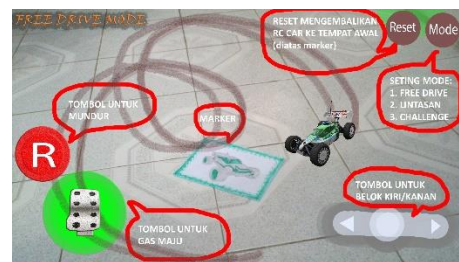 FREE DRIVE MODE
RESET MENGEMBALIKAN
RC CAR KE TEMPAT AWAL
(diatas marker)
Reset
Mode
SETING MODE:
1. FREE DRIVE
2. LINTASAN
3. CHALLENGE
TOMBOL UNTUK
MUNDUR
MARKER
R
TOMBOL UNTUK
BELOK KIRI/KANAN
TOMBOL UNTUK
GAS MAJU